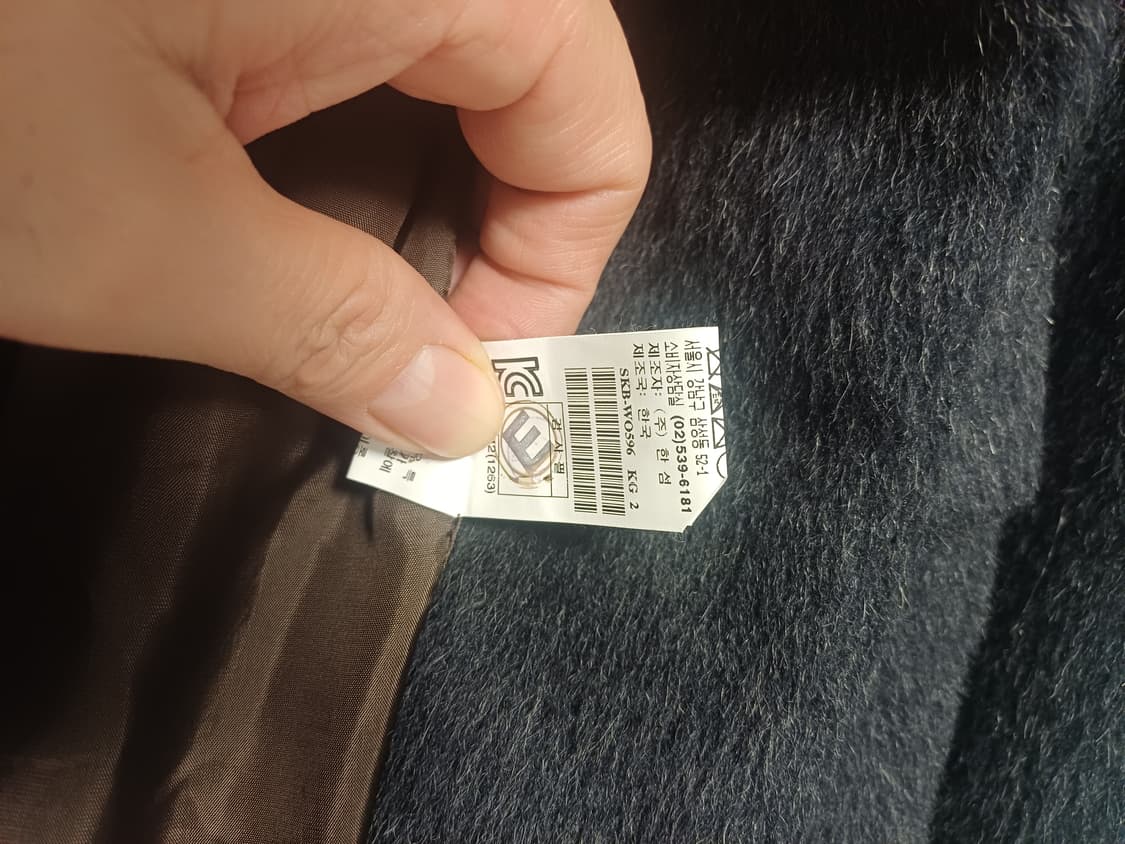 서울시 강남구 삼성동 52-1
소비자상담실 (02)539-6181
제조자: (주) 한 섬
제조국: 한국
SKB-WO596 KG 2
검 사 필
2(1263)